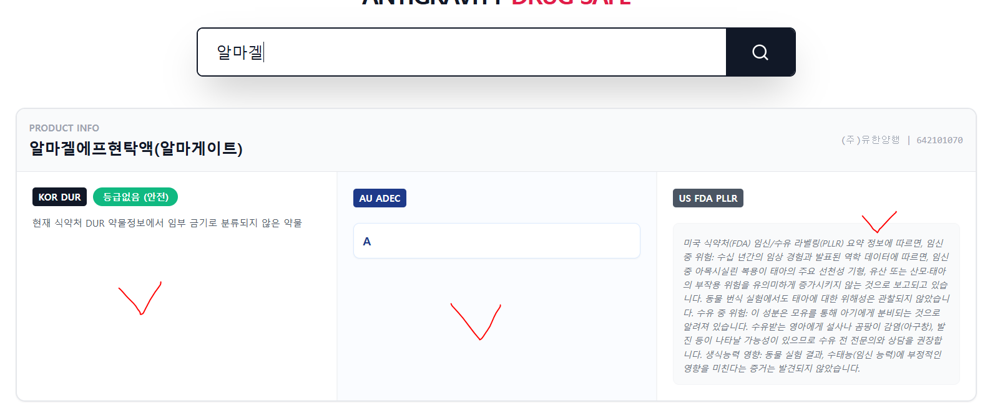 ANTIGRAVITY DRUG SAFE
알마겔
PRODUCT INFO
알마겔에프현탁액(알마게이트)
(주)유한양행 | 642101070
KOR DUR 등급없음 (안전)
현재 식약처 DUR 약물정보에서 임부 금기로 분류되지 않은 약물
AU ADEC
A
US FDA PLLR
미국 식약처(FDA) 임신/수유 라벨링(PLLR) 요약 정보에 따르면, 임신
중 위험: 수십 년간의 임상 경험과 발표된 역학 데이터에 따르면, 임신
중 아목시실린 복용이 태아의 주요 선천성 기형, 유산 또는 산모·태아
의 부작용 위험을 유의미하게 증가시키지 않는 것으로 보고되고 있습
니다. 동물 번식 실험에서도 태아에 대한 위해성은 관찰되지 않았습니
다. 수유 중 위험: 이 성분은 모유를 통해 아기에게 분비되는 것으로
알려져 있습니다. 수유받는 영아에게 설사나 곰팡이 감염(아구창), 발
진 등이 나타날 가능성이 있으므로 수유 전 전문의와 상담을 권장합
니다. 생식능력 영향: 동물 실험 결과, 수태능(임신 능력)에 부정적인
영향을 미친다는 증거는 발견되지 않았습니다.